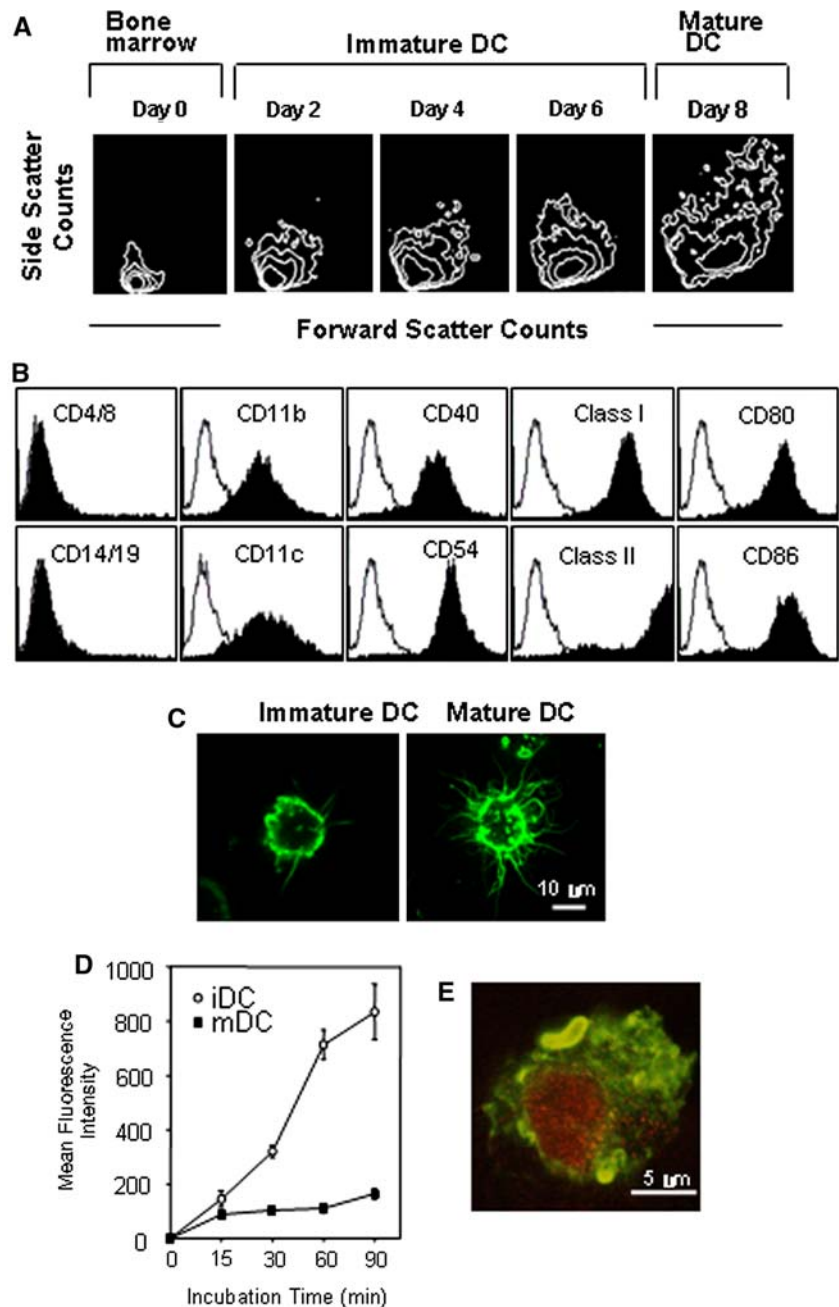 A
Bone
marrow
Immature DC
Mature
DC
Day 0
Day 2
Day 4
Day 6
Day 8
Side Scatter
Counts
Forward Scatter Counts
B
CD4/8
CD11b
CD40
Class I
CD80
CD14/19
CD11c
CD54
Class II
CD86
C
Immature DC
Mature DC
10 µm
D
1000
800
600
400
200
0
iDC
mDC
Mean Fluorescence
Intensity
0
15
30
60
90
Incubation Time (min)
E
5 µm